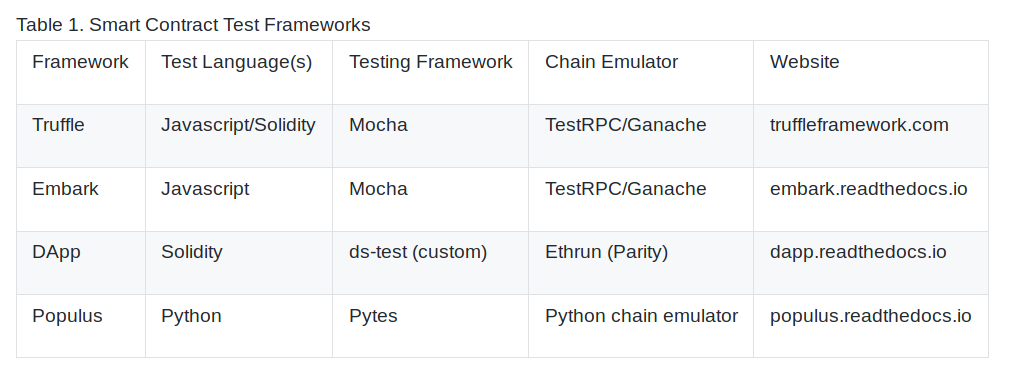 Table 1. Smart Contract Test Frameworks
Framework Test Language(s) Testing Framework Chain Emulator Website
Truffle Javascript/Solidity Mocha TestRPC/Ganache truffleframework.com
Embark Javascript Mocha TestRPC/Ganache embark.readthedocs.io
DApp Solidity ds-test (custom) Ethrun (Parity) dapp.readthedocs.io
Populus Python Pytes Python chain emulator populus.readthedocs.io